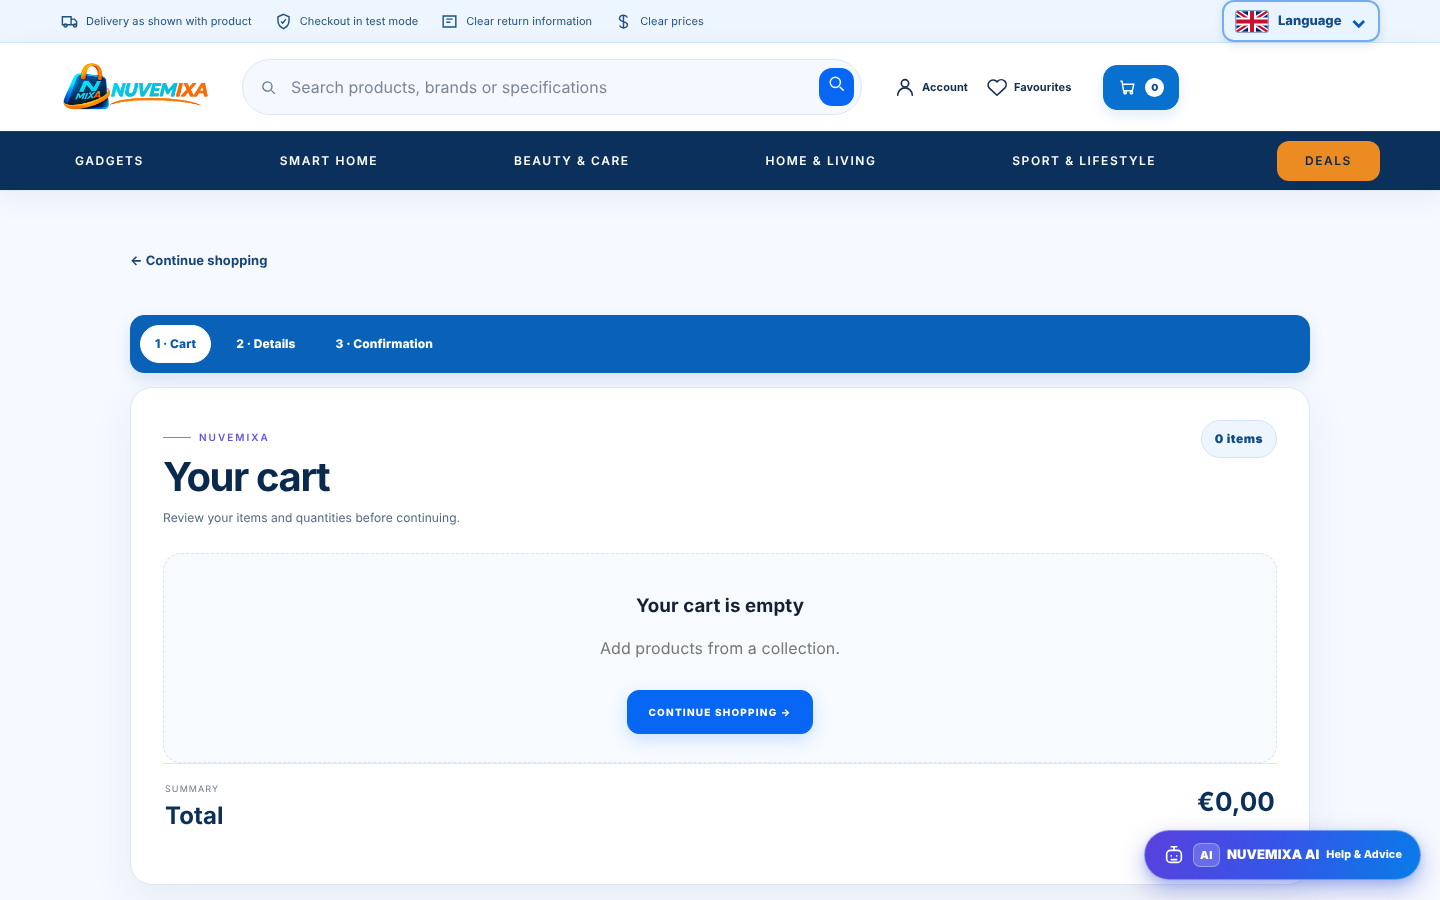 Delivery as shown with product
Checkout in test mode
Clear return information
Clear prices
Language
N
MIXA
NUVEMIXA
Search products, brands or specifications
Account
Favourites
0
GADGETS
SMART HOME
BEAUTY & CARE
HOME & LIVING
SPORT & LIFESTYLE
DEALS
← Continue shopping
1 · Cart
2 · Details
3 · Confirmation
NUVEMIXA
0 items
Your cart
Review your items and quantities before continuing.
Your cart is empty
Add products from a collection.
CONTINUE SHOPPING →
SUMMARY
Total
€0,00
AI NUVEMIXA AI Help & Advice